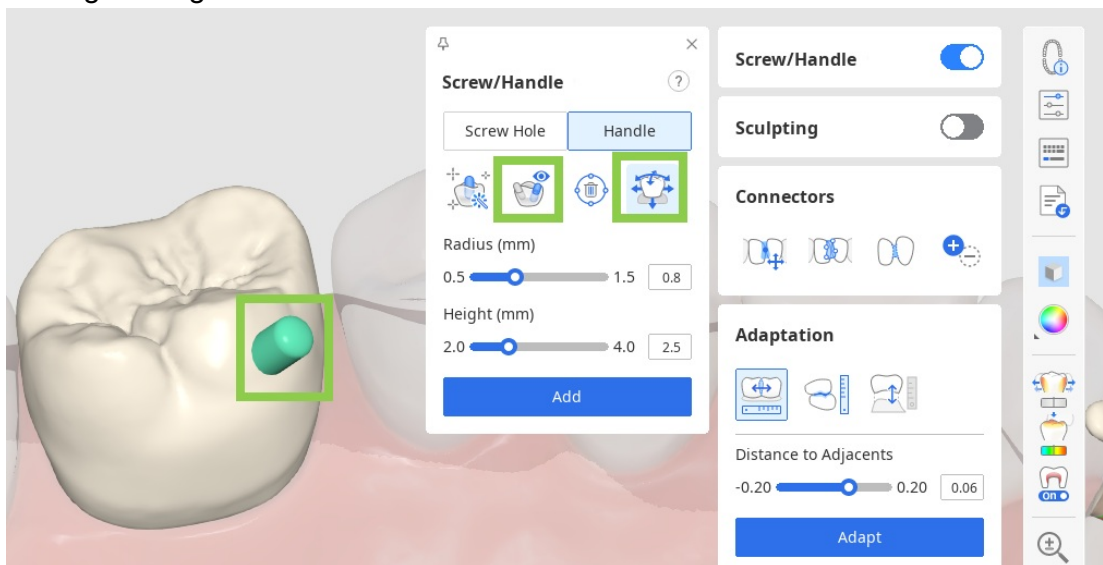 Screw/Handle
?
Screw Hole
Handle
Radius (mm)
0.5
1.5
0.8
Height (mm)
2.0
4.0
2.5
Add
Screw/Handle
Sculpting
Connectors
Adaptation
Distance to Adjacents
-0.20
0.20
0.06
Adapt
On